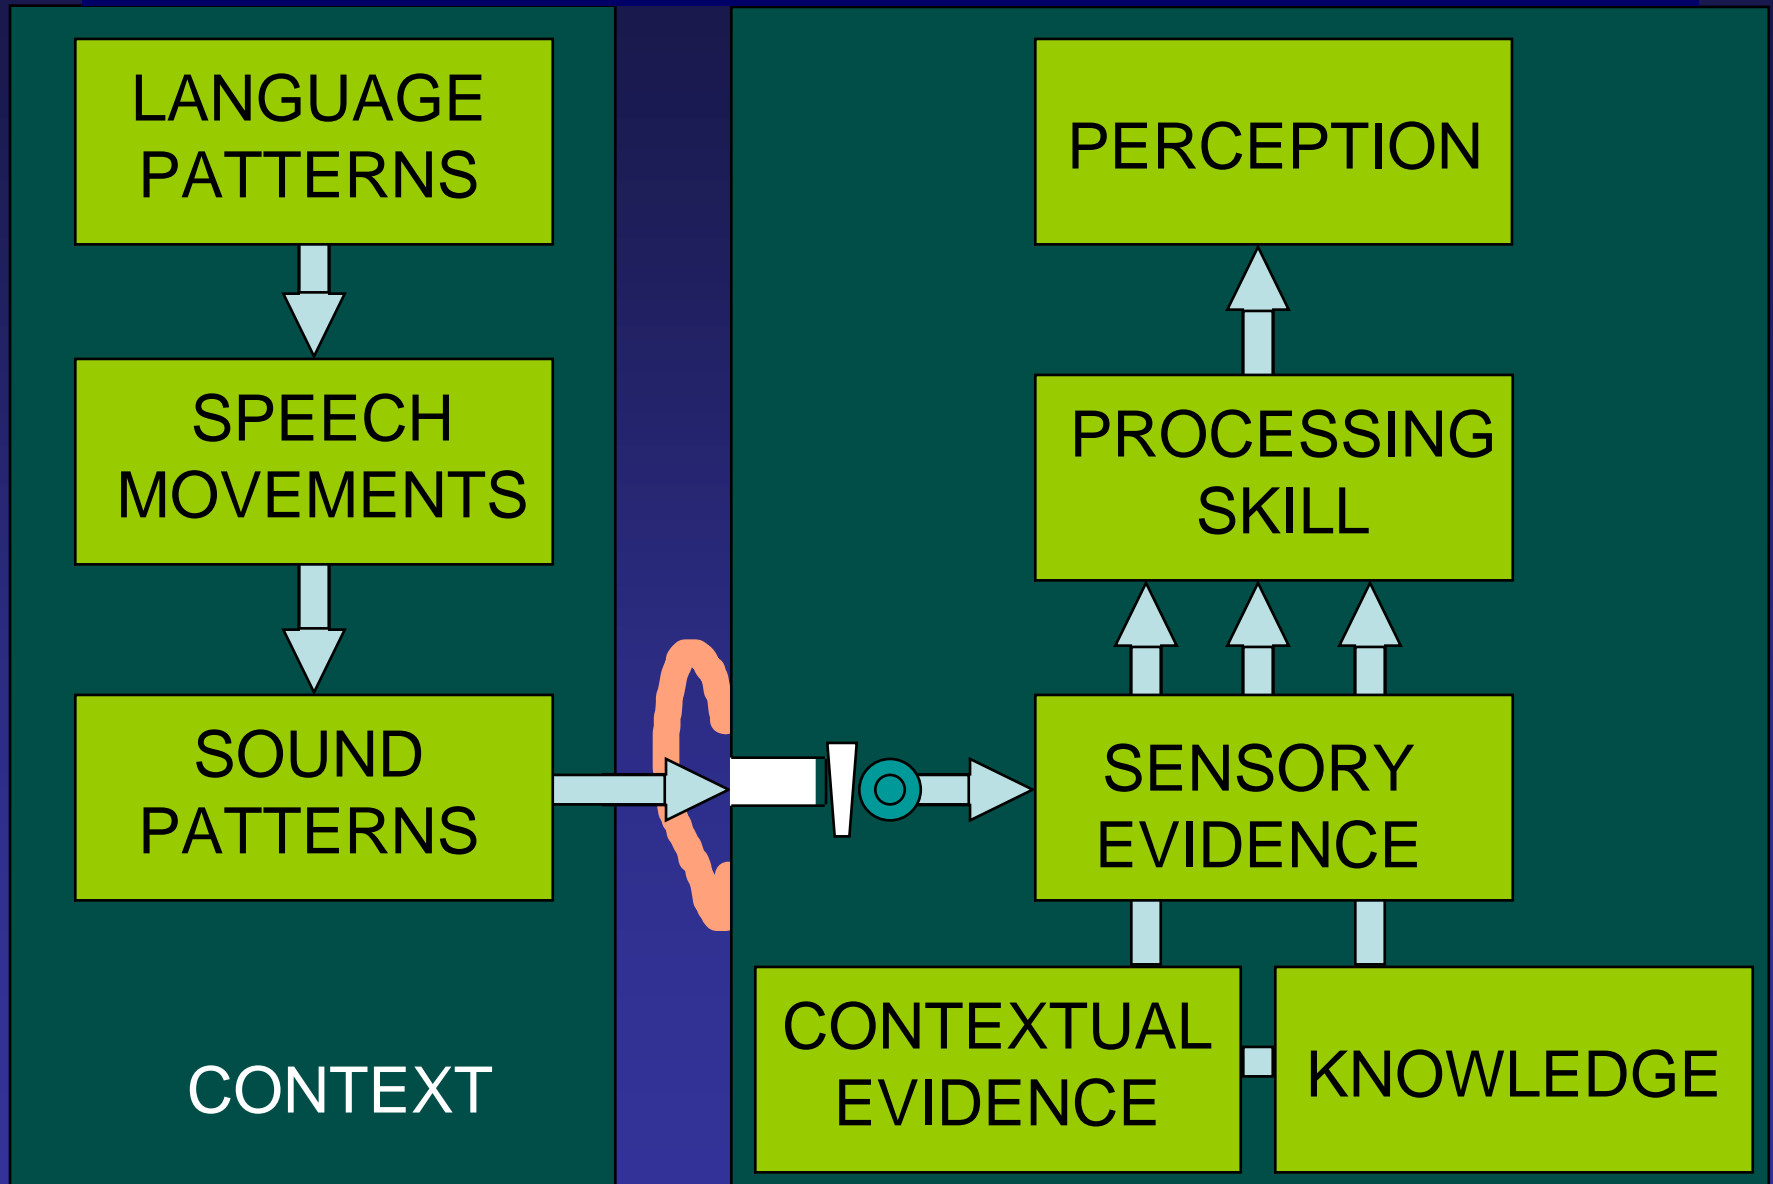 LANGUAGE
PATTERNS
SPEECH
MOVEMENTS
SOUND
PATTERNS
CONTEXT
PERCEPTION
PROCESSING
SKILL
SENSORY
EVIDENCE
CONTEXTUAL
EVIDENCE
KNOWLEDGE